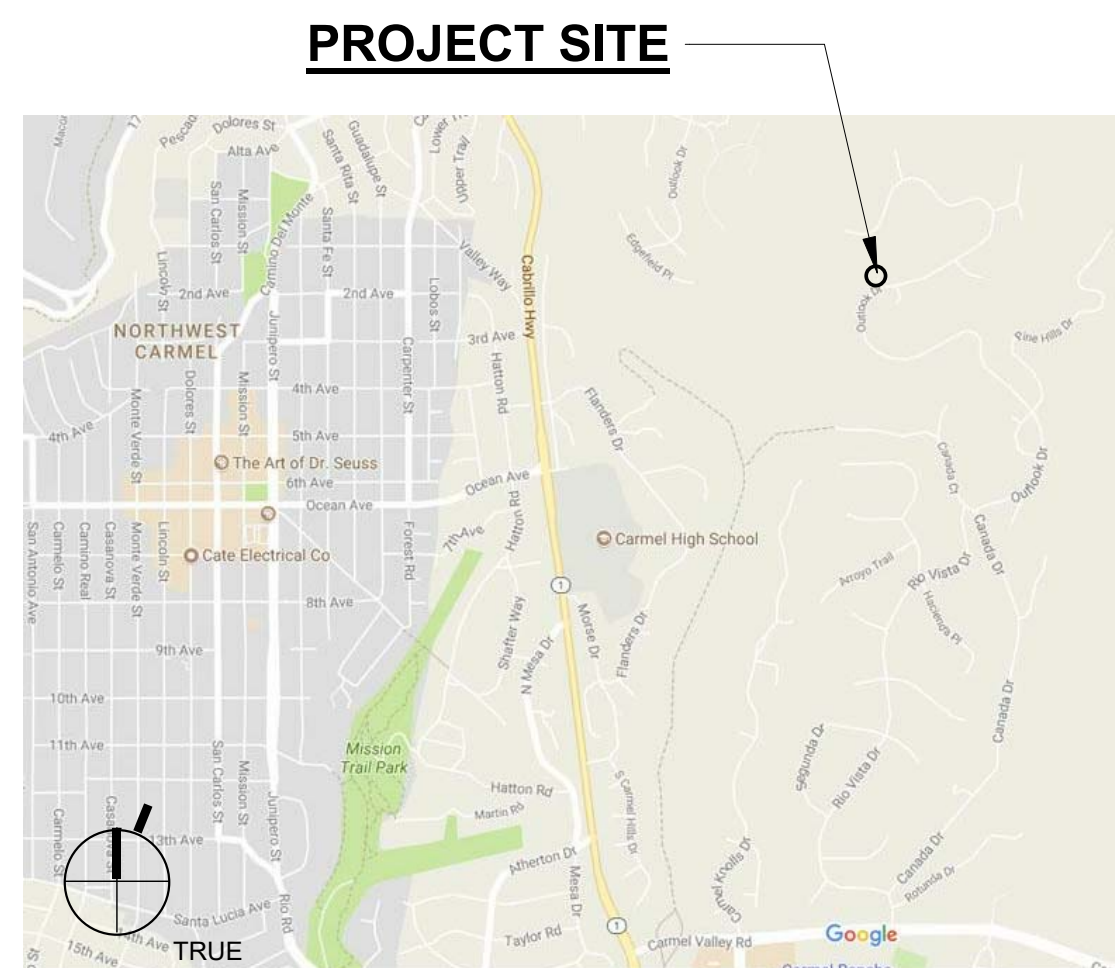 PROJECT SITE
Dolores St
Alta Ave
Santa Rita St
Guadalupe St
Upper Trail
Outlook Dr
San Carlos St
Mission St
Camino Del Monte
Santa Fe St
Valley Way
Edgefield Pl
Cabrillo Hwy
Lincoln St
2nd Ave
2nd Ave
Lobos St
Outlook Dr
NORTHWEST
CARMEL
Junipero St
3rd Ave
Pine Hills Dr
Carpenter St
Hatton Rd
Dolores St
Mission St
4th Ave
Monte Verde St
Flanders Dr
4th Ave
5th Ave
The Art of Dr. Seuss
6th Ave
Ocean Ave
Canada Ct
Outlook Dr
Ocean Ave
Hatton Rd
7th Ave
Carmel High School
Canada Dr
San Antonio Ave
Carmelo St
Camino Real
Casanova St
Monte Verde St
Lincoln St
Cate Electrical Co
Forest Rd
Arroyo Trail
Rio Vista Dr
1
8th Ave
Hacienda Pl
Shafter Way
Morse Dr
Flanders Dr
9th Ave
N Mesa Dr
10th Ave
Canada Dr
11th Ave
San Carlos St
Mission St
Mission
Trail Park
Segunda Dr
Rio Vista Dr
Hatton Rd
S Carmel Hills Dr
Martin Rd
Junipero St
Carmelo St
13th Ave
Atherton Dr
Canada Dr
Rotunda Dr
Mesa Dr
Carmel Knolls Dr
Rio Rd
Santa Lucia Ave
1
Google
14th Ave
TRUE
Taylor Rd
Carmel Valley Rd
15th Ave